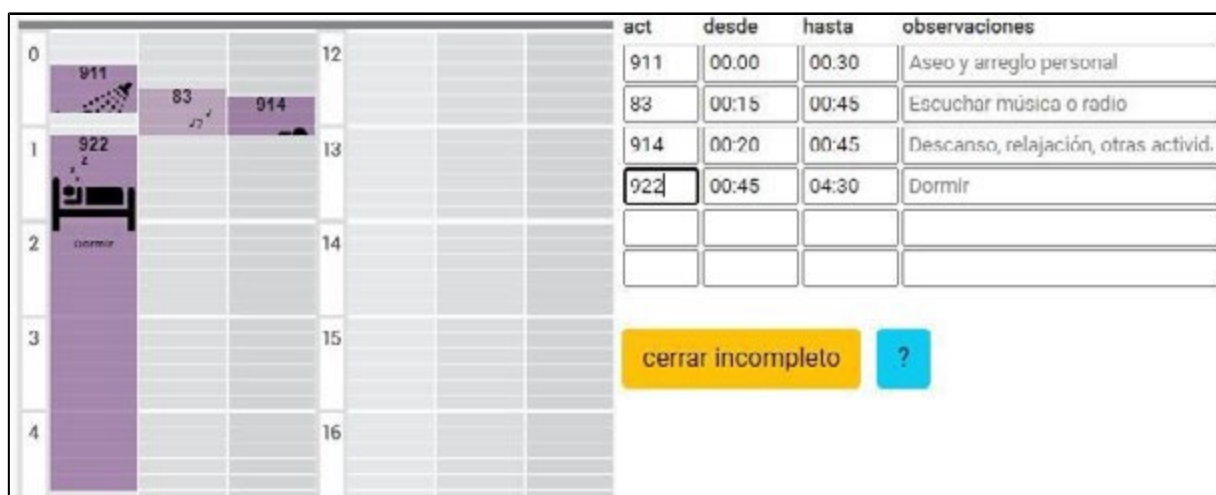 0
12
911
83
914
1
922
13
2
Dormir
14
3
15
4
16
act desde hasta observaciones
911 00.00 00:30 Aseo y arreglo personal
83 00:15 00:45 Escuchar música o radio
914 00:20 00:45 Descanso, relajación, otras activid
922 00:45 04:30 Dormir
cerrar incompleto ?